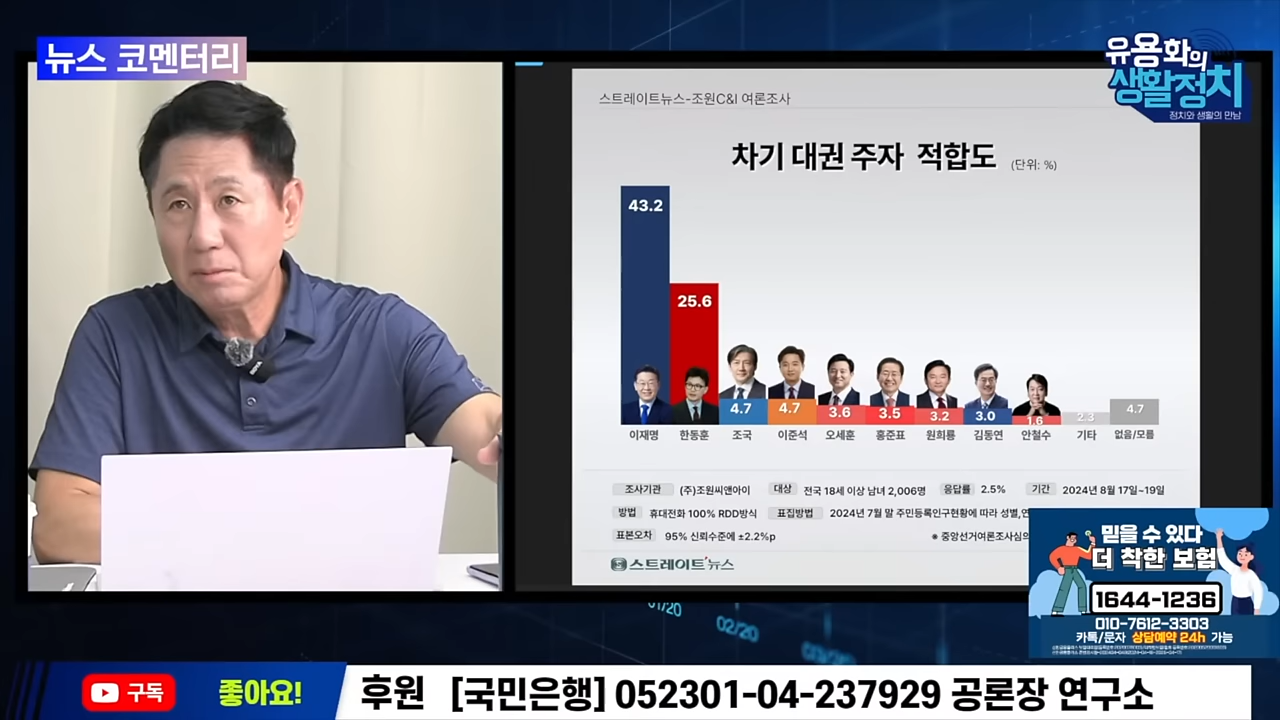 뉴스 코멘터리
유용화의
생활정치
정치와 생활의 만남
스트레이트뉴스-조원C&I 여론조사
차기 대권 주자 적합도 (단위: %)
43.2
25.6
4.7 4.7 3.6 3.5 3.2 3.0 1.6 2.3 4.7
이재명 한동훈 조국 이준석 오세훈 홍준표 원희룡 김동연 안철수 기타 없음/모름
조사기관 (주)조원씨앤아이 대상 전국 18세 이상 남녀 2,006명 응답률 2.5% 기간 2024년 8월 17일~19일
방법 휴대전화 100% RDD방식 표집방법 2024년 7월 말 주민등록인구현황에 따라 성별,연
표본오차 95% 신뢰수준에 ±2.2%p ※ 중앙선거여론조사심의
스트레이트뉴스
믿을 수 있다
더 착한 보험
1644-1236
010-7612-3303
카톡/문자 상담예약 24h 가능
01/20
02/20
구독 좋아요! 후원 [국민은행] 052301-04-237929 공론장 연구소